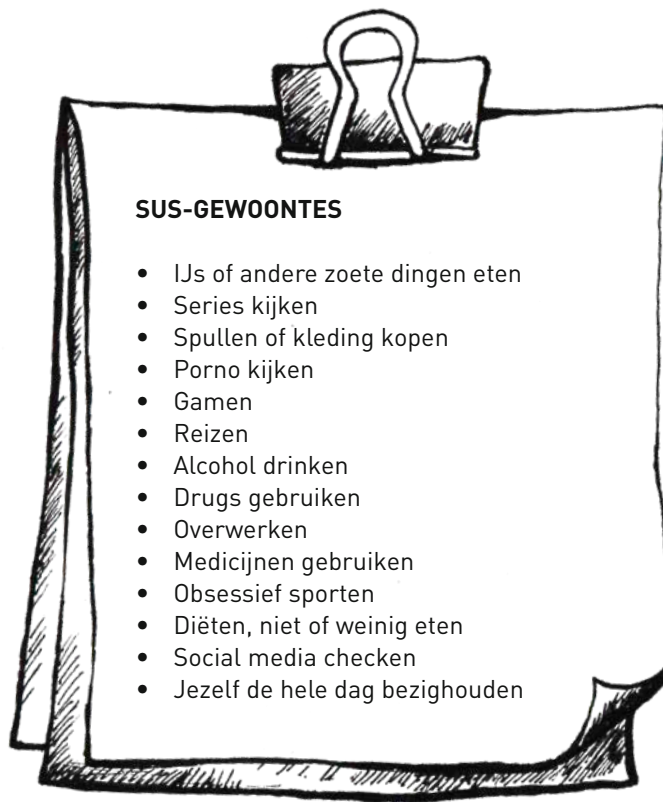 SUS-GEWOONTES
• IJs of andere zoete dingen eten
• Series kijken
• Spullen of kleding kopen
• Porno kijken
• Gamen
• Reizen
• Alcohol drinken
• Drugs gebruiken
• Overwerken
• Medicijnen gebruiken
• Obsessief sporten
• Diëten, niet of weinig eten
• Social media checken
• Jezelf de hele dag bezighouden